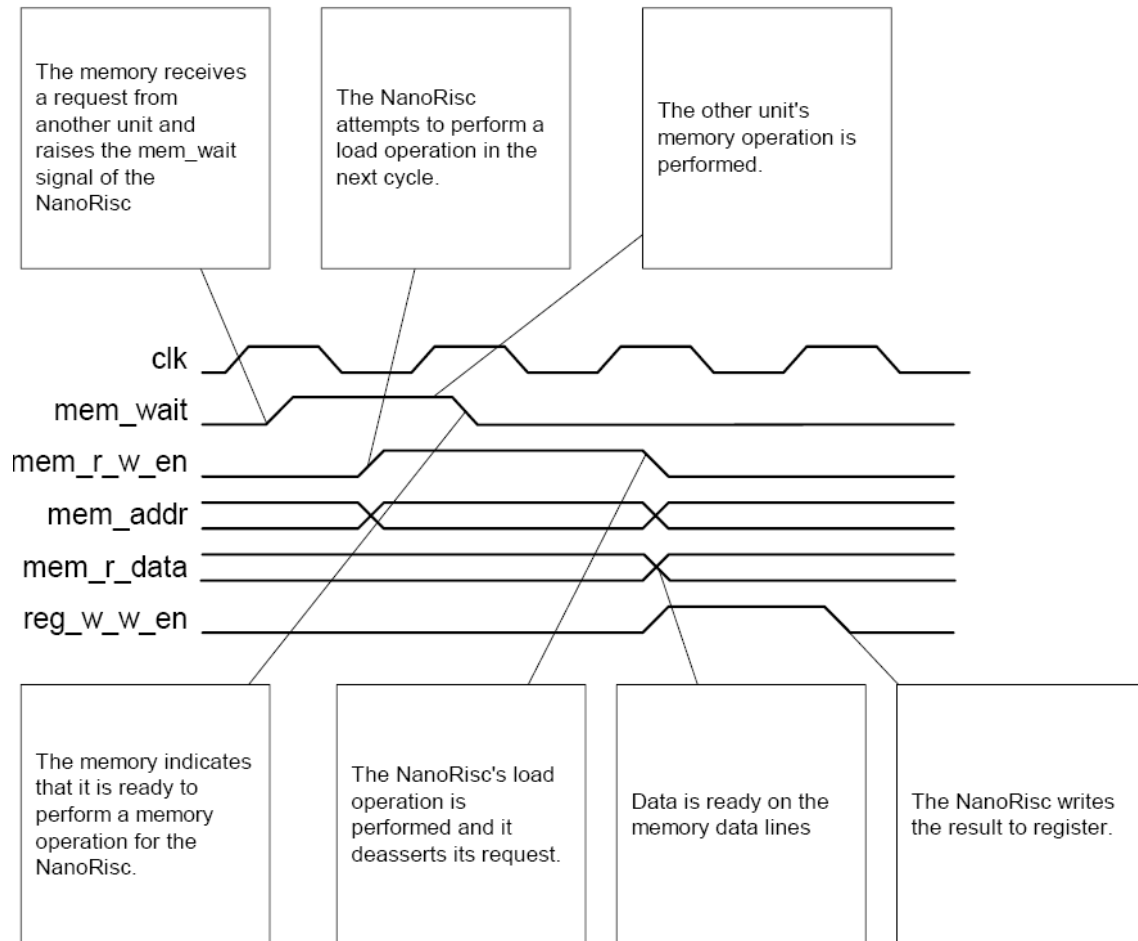 The memory receives
a request from
another unit and
raises the mem_wait
signal of the
NanoRisc
The NanoRisc
attempts to perform a
load operation in the
next cycle.
The other unit's
memory operation is
performed.
clk
mem_wait
mem_r_w_en
mem_addr
mem_r_data
reg_w_w_en
The memory indicates
that it is ready to
perform a memory
operation for the
NanoRisc.
The NanoRisc's load
operation is
performed and it
deasserts its request.
Data is ready on the
memory data lines
The NanoRisc writes
the result to register.